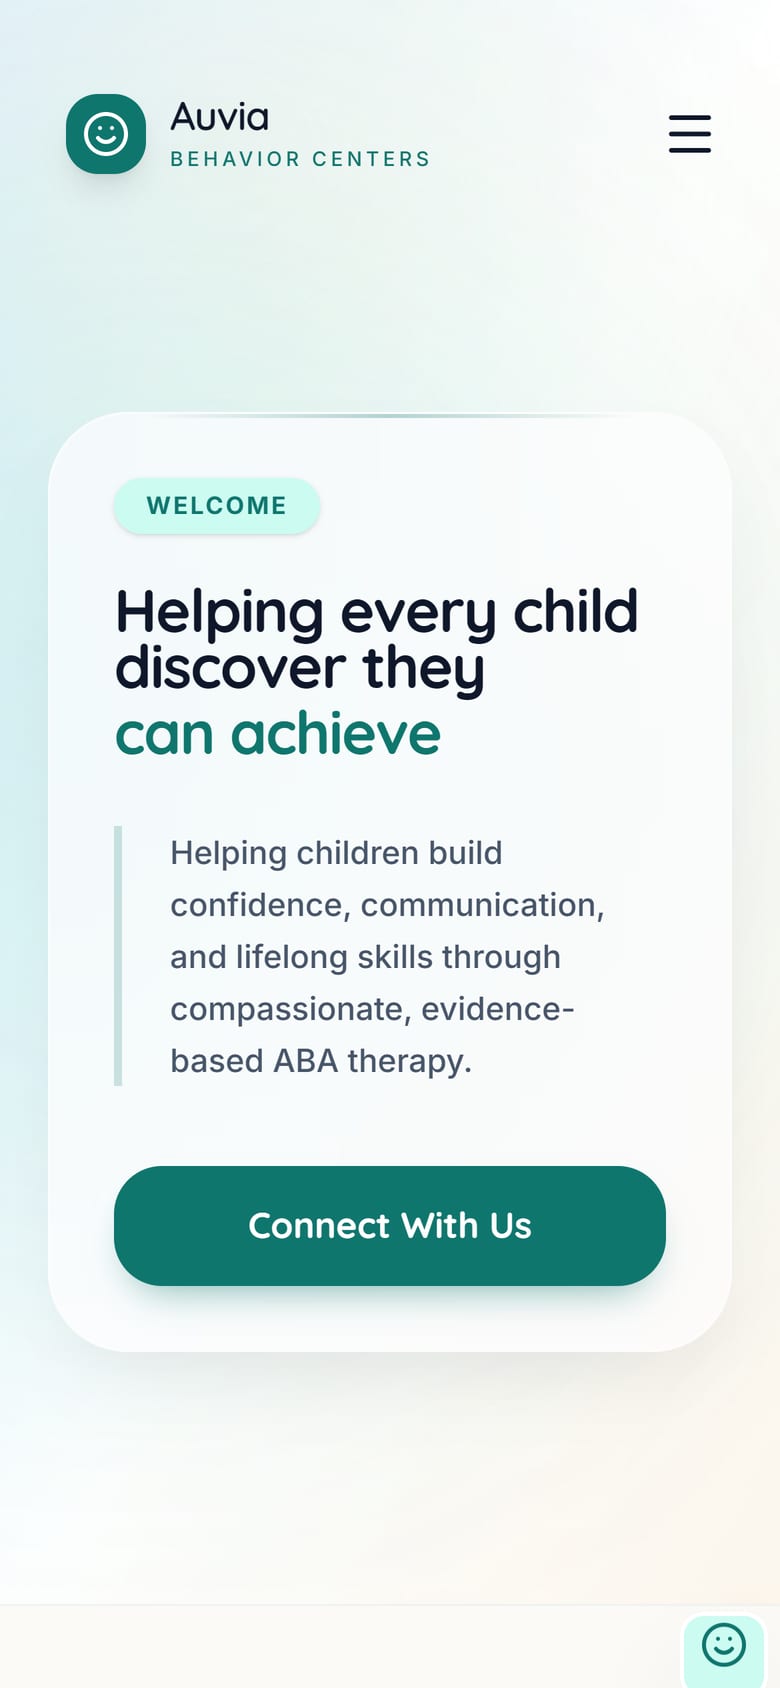 Auvia
BEHAVIOR CENTERS
WELCOME
Helping every child
discover they
can achieve
Helping children build
confidence, communication,
and lifelong skills through
compassionate, evidence-
based ABA therapy.
Connect With Us